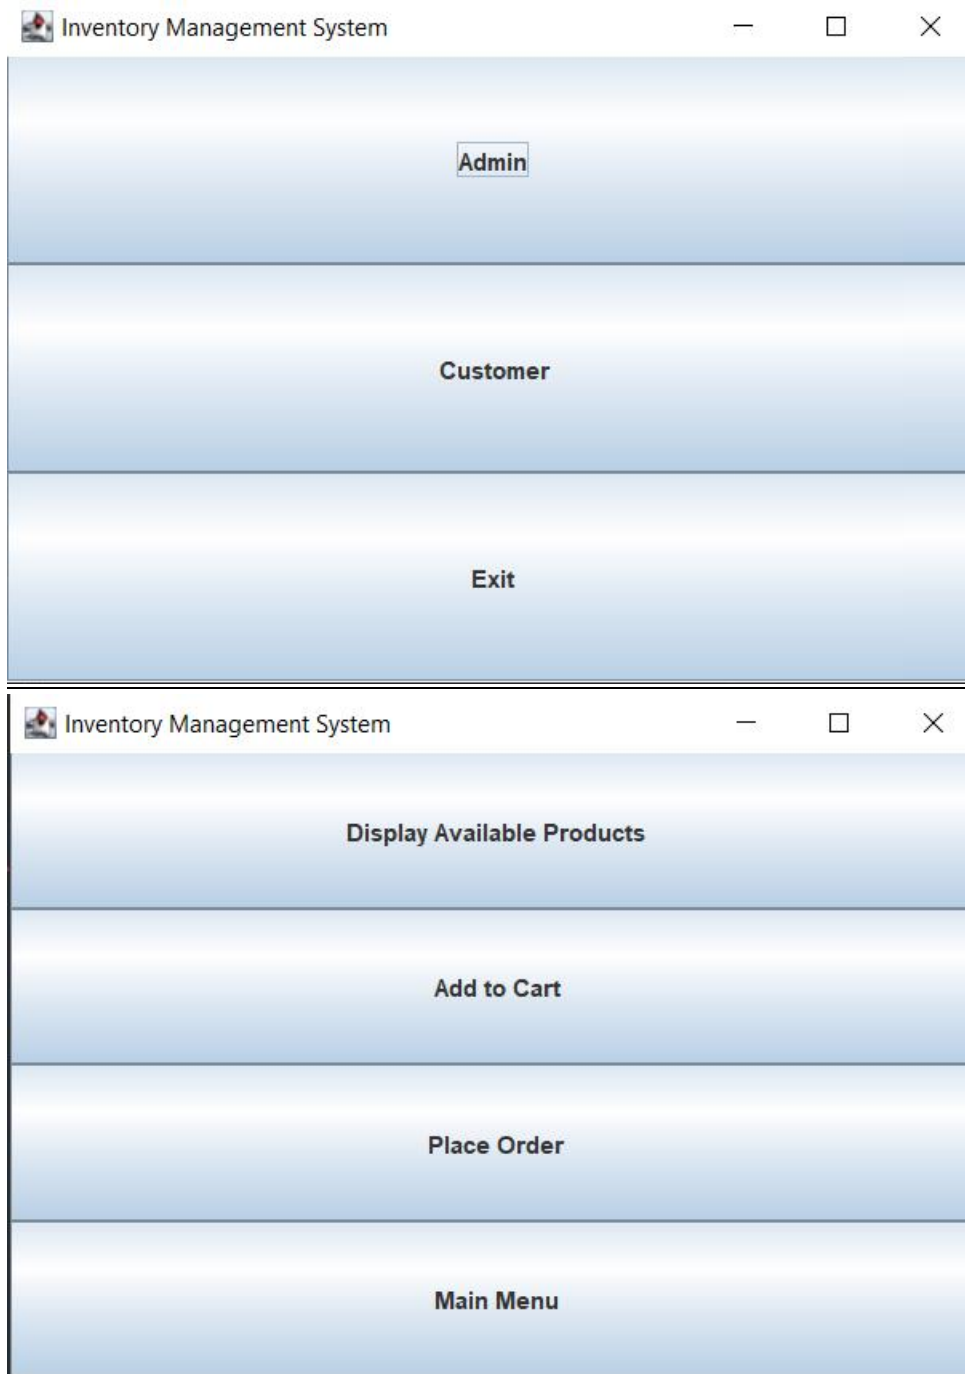 Inventory Management System
Admin
Customer
Exit
Inventory Management System
Display Available Products
Add to Cart
Place Order
Main Menu